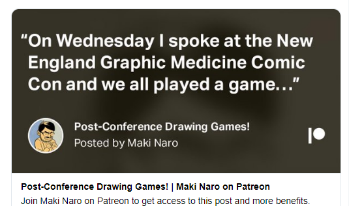 “On Wednesday I spoke at the New
England Graphic Medicine Comic
Con and we all played a game…”
Post-Conference Drawing Games!
Posted by Maki Naro
Post-Conference Drawing Games! | Maki Naro on Patreon
Join Maki Naro on Patreon to get access to this post and more benefits.